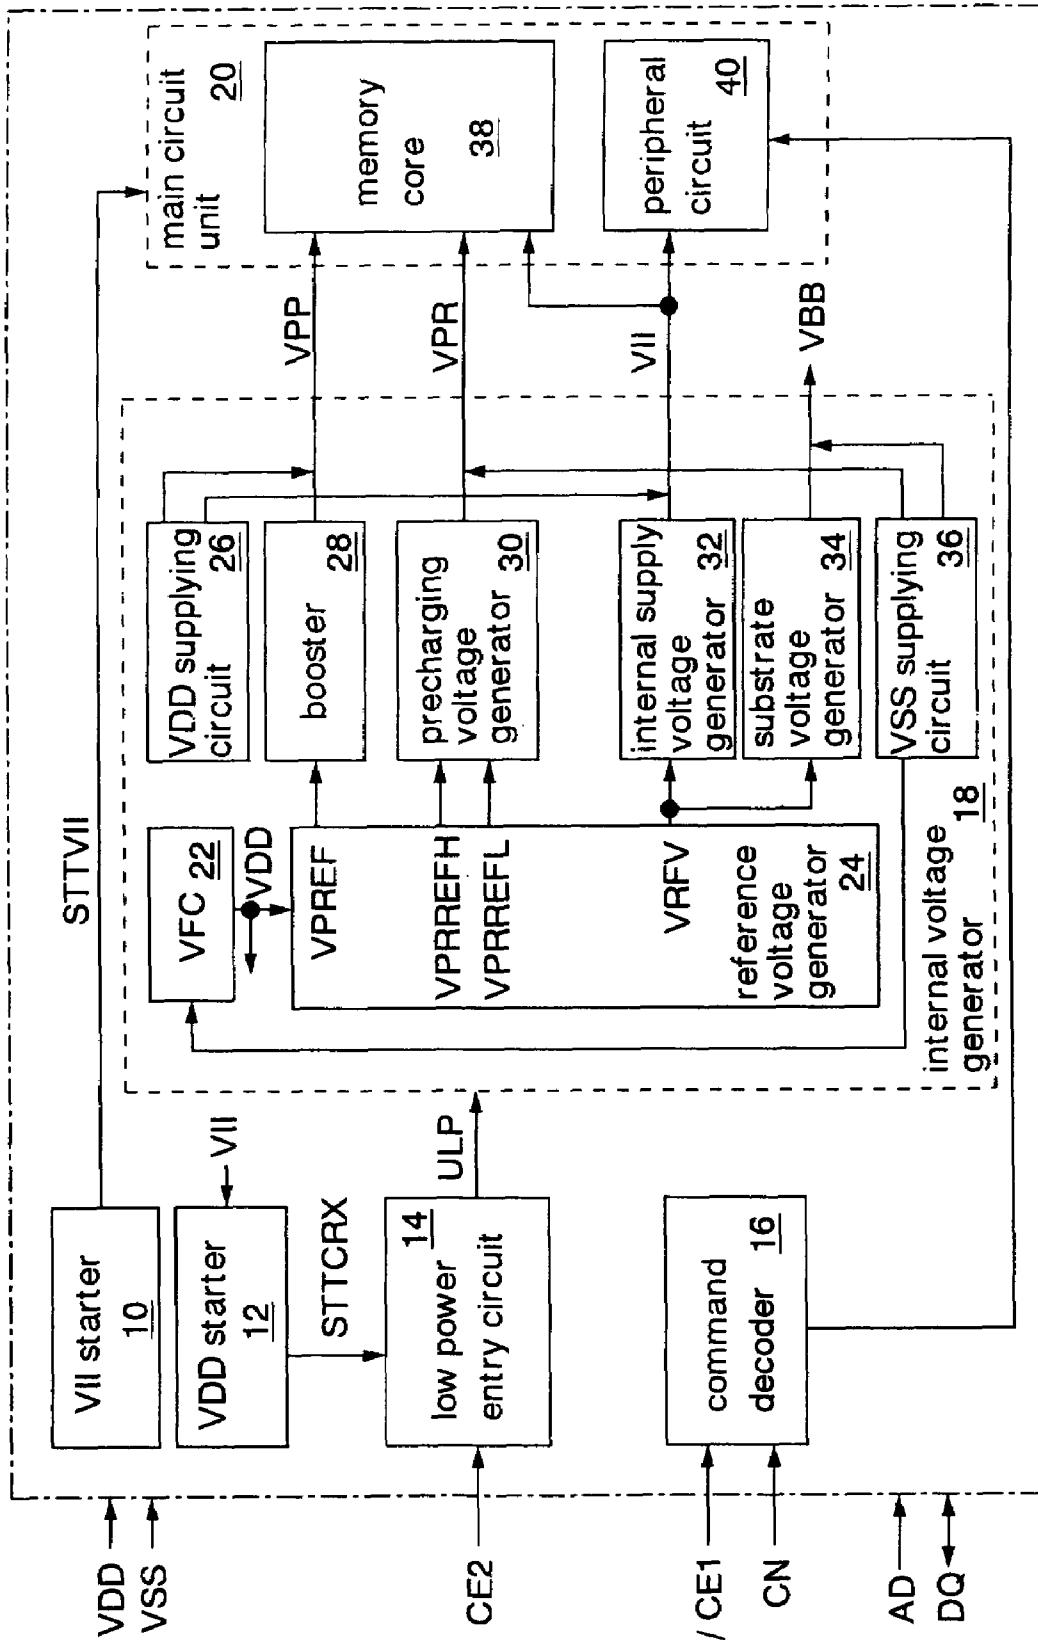 VDD
VSS
CE2
/ CE1
CN
AD
DQ
VII starter
10
VDD starter
12
VII
STTCRX
low power
entry circuit
14
ULP
command
decoder 16
STTVII
VFC 22
VDD
VPREF
VPRREFH
VPRREFL
VRFV
reference
voltage
generator
24
internal voltage
generator
18
VDD supplying
circuit
26
booster
28
precharging
voltage
generator
30
internal supply
voltage
generator
32
substrate
voltage
generator
34
VSS supplying
circuit
36
VPP
VPR
VII
VBB
main circuit
unit
20
memory
core
38
peripheral
circuit
40